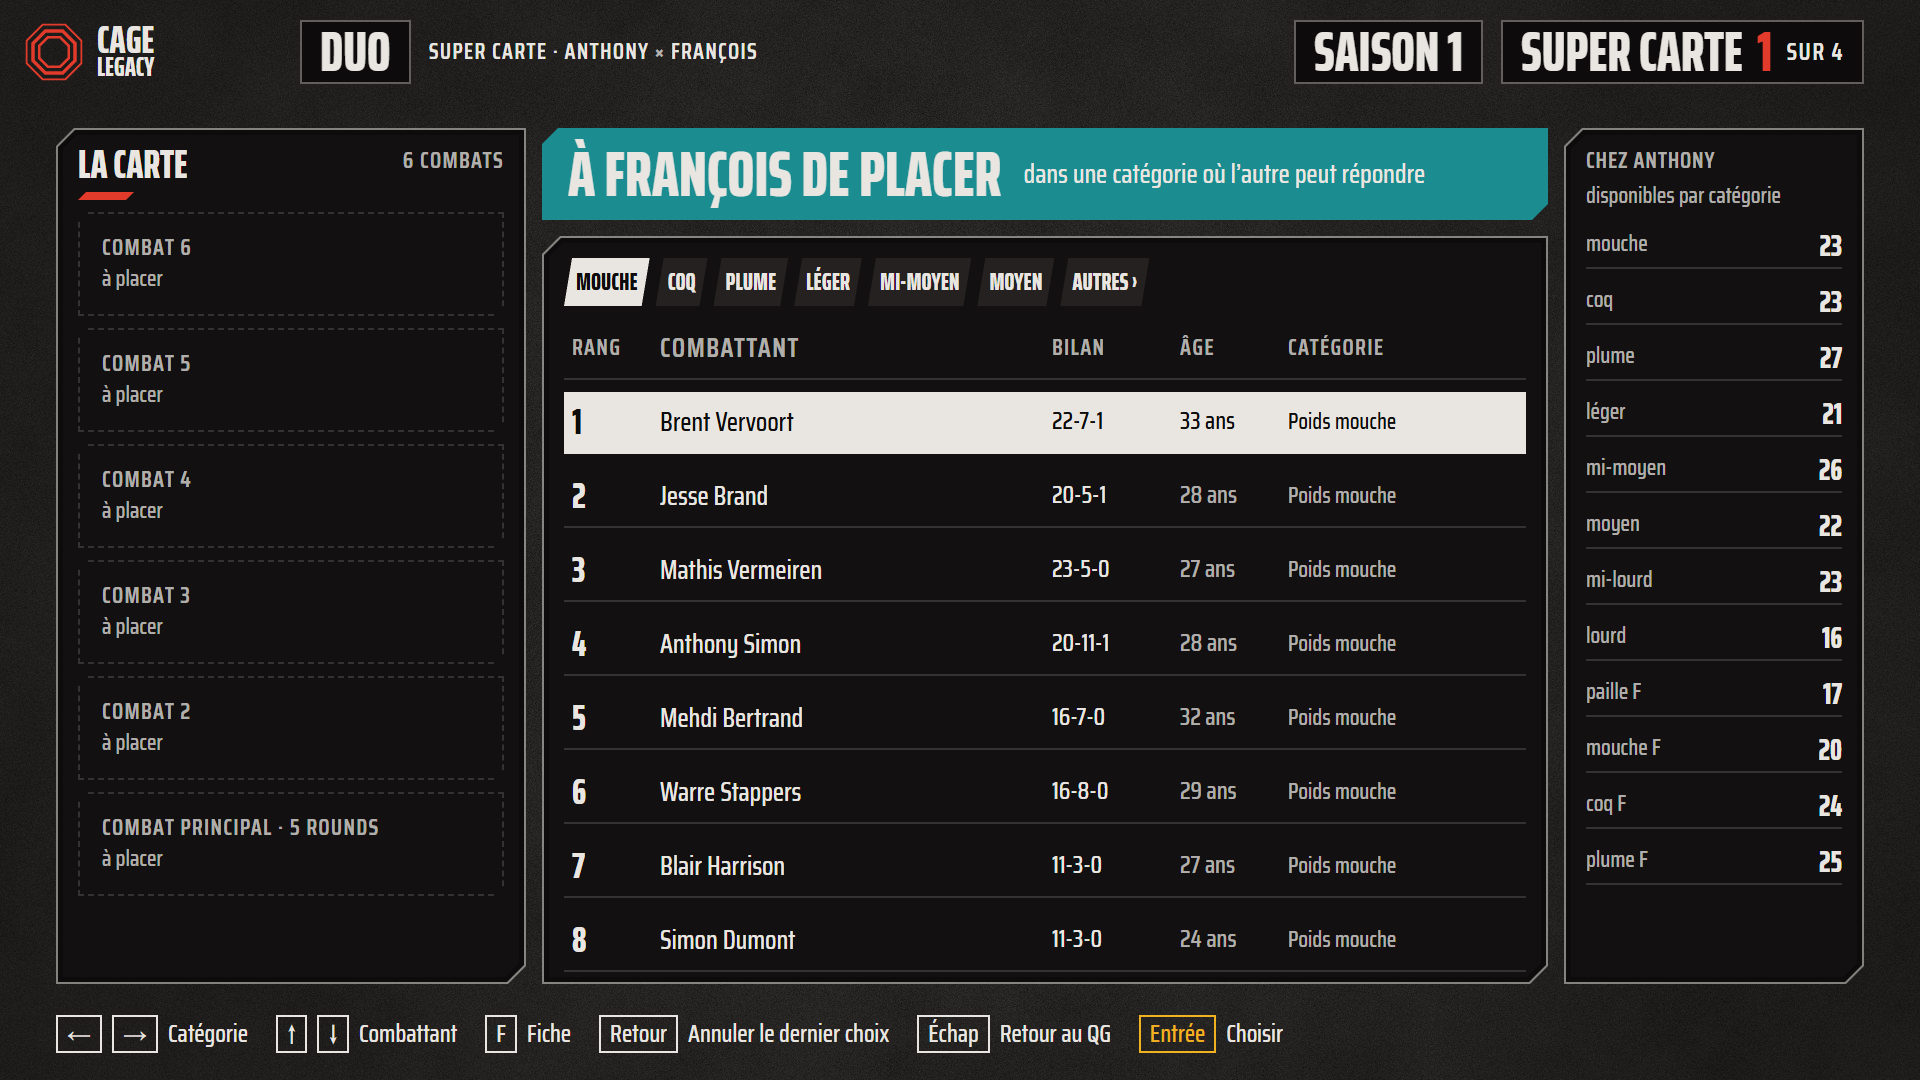 CAGE
LEGACY
DUO
SUPER CARTE · ANTHONY × FRANÇOIS
SAISON 1
SUPER CARTE 1 SUR 4
LA CARTE
6 COMBATS
COMBAT 6
à placer
COMBAT 5
à placer
COMBAT 4
à placer
COMBAT 3
à placer
COMBAT 2
à placer
COMBAT PRINCIPAL · 5 ROUNDS
à placer
À FRANÇOIS DE PLACER dans une catégorie où l’autre peut répondre
MOUCHE COQ PLUME LÉGER MI-MOYEN MOYEN AUTRES ›
RANG COMBATTANT BILAN ÂGE CATÉGORIE
1 Brent Vervoort 22-7-1 33 ans Poids mouche
2 Jesse Brand 20-5-1 28 ans Poids mouche
3 Mathis Vermeiren 23-5-0 27 ans Poids mouche
4 Anthony Simon 20-11-1 28 ans Poids mouche
5 Mehdi Bertrand 16-7-0 32 ans Poids mouche
6 Warre Stappers 16-8-0 29 ans Poids mouche
7 Blair Harrison 11-3-0 27 ans Poids mouche
8 Simon Dumont 11-3-0 24 ans Poids mouche
CHEZ ANTHONY
disponibles par catégorie
mouche 23
coq 23
plume 27
léger 21
mi-moyen 26
moyen 22
mi-lourd 23
lourd 16
paille F 17
mouche F 20
coq F 24
plume F 25
← → Catégorie ↑ ↓ Combattant F Fiche Retour Annuler le dernier choix Échap Retour au QG Entrée Choisir